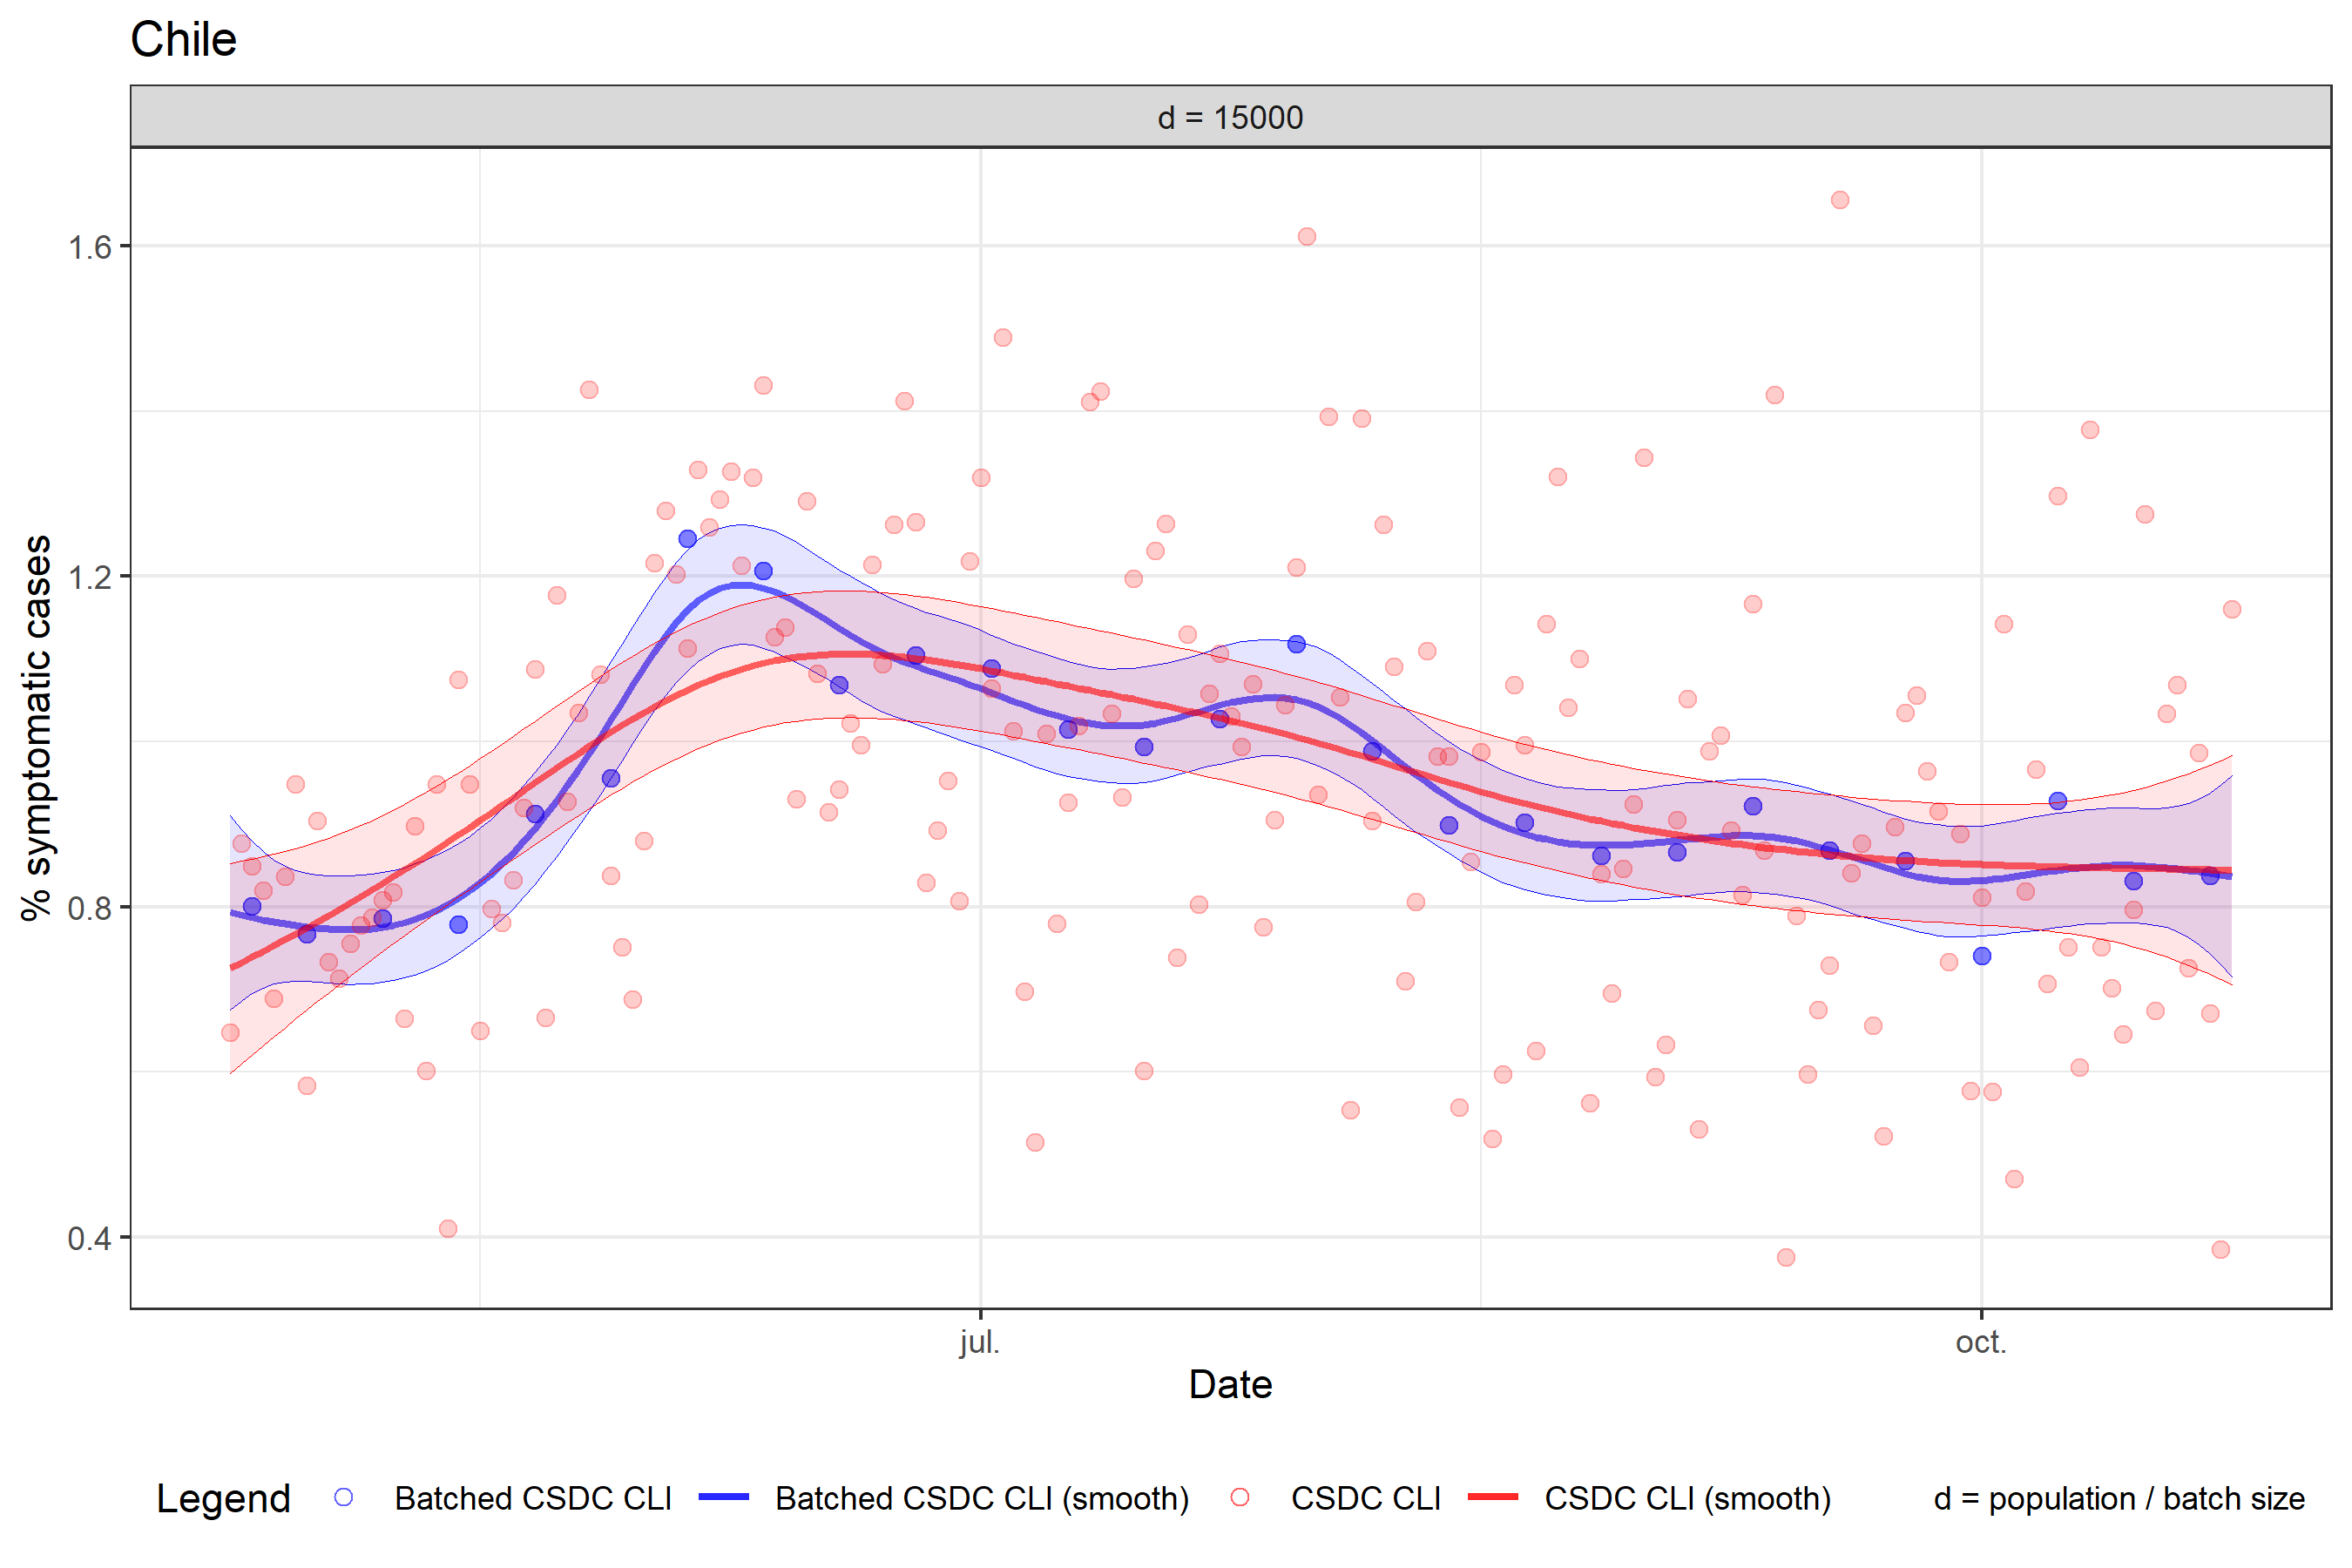 Chile
d = 15000
% symptomatic cases
1.6
1.2
0.8
0.4
jul.
oct.
Date
Legend
Batched CSDC CLI
Batched CSDC CLI (smooth)
CSDC CLI
CSDC CLI (smooth)
d = population / batch size